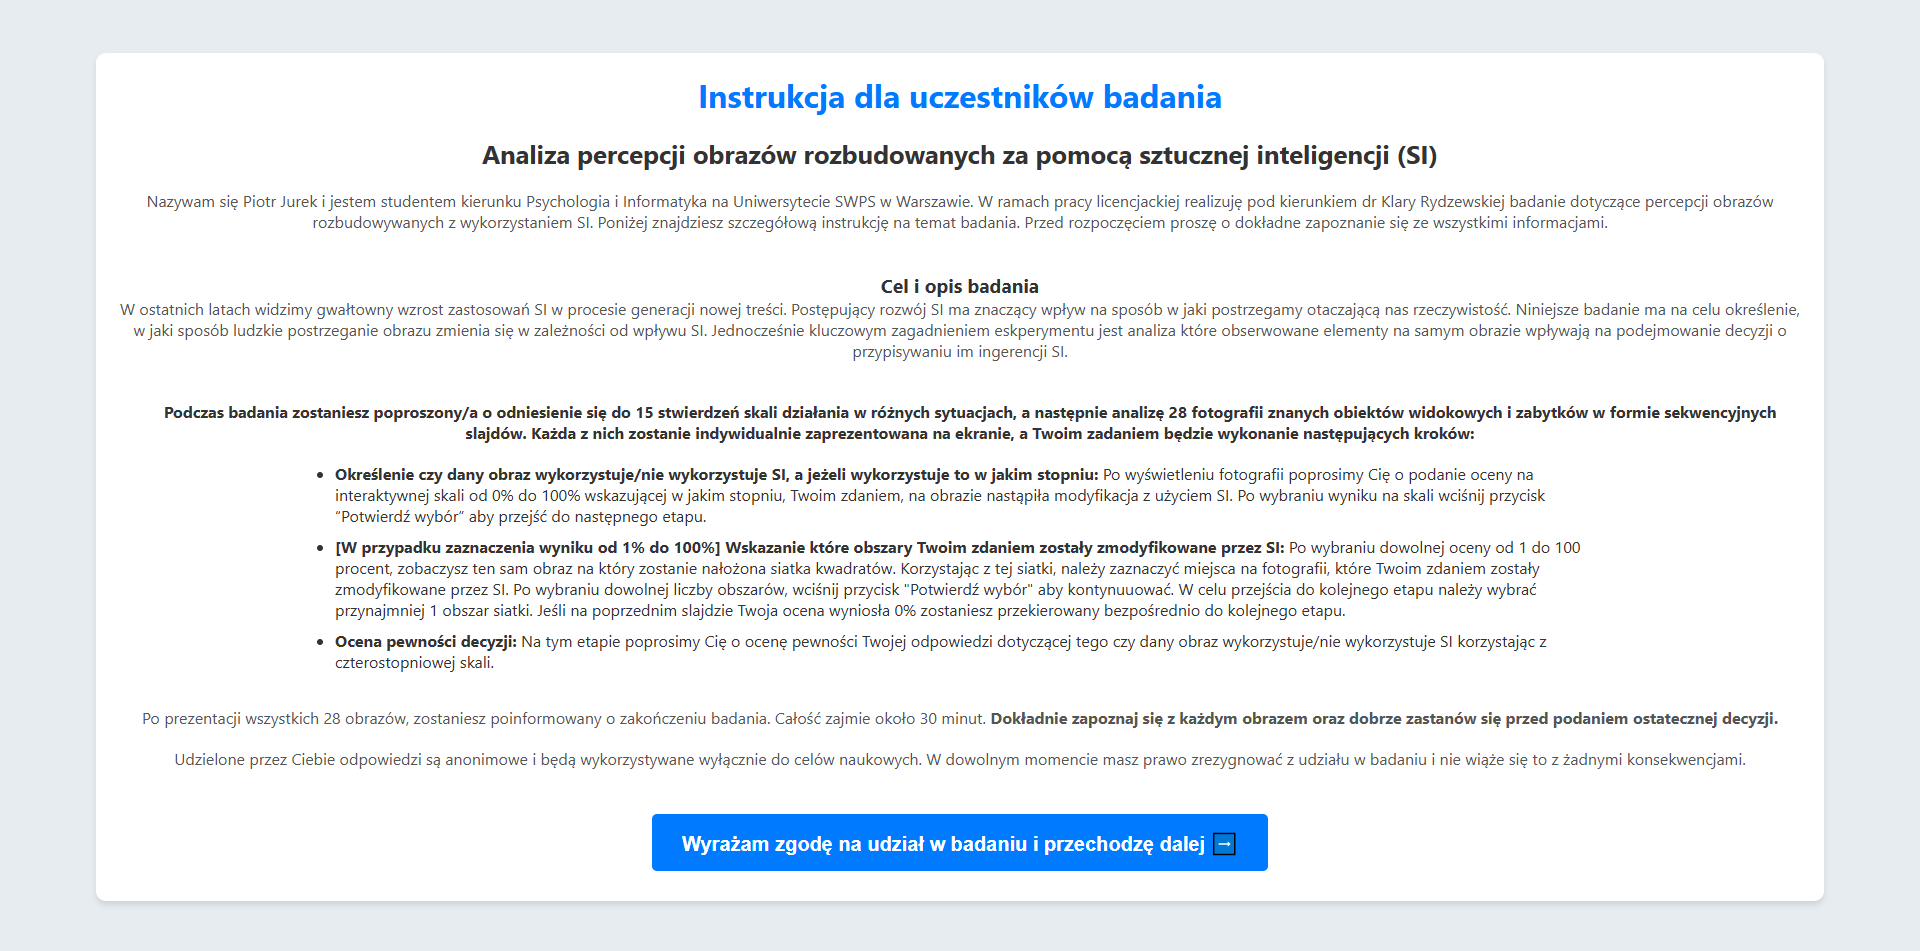 Instrukcja dla uczestników badania
Analiza percepcji obrazów rozbudowanych za pomocą sztucznej inteligencji (SI)
Nazywam się Piotr Jurek i jestem studentem kierunku Psychologia i Informatyka na Uniwersytecie SWPS w Warszawie. W ramach pracy licencjackiej realizuję pod kierunkiem dr Klary Rydzewskiej badanie dotyczące percepcji obrazów
rozbudowywanych z wykorzystaniem SI. Poniżej znajdziesz szczegółową instrukcję na temat badania. Przed rozpoczęciem proszę o dokładne zapoznanie się ze wszystkimi informacjami.
Cel i opis badania
W ostatnich latach widzimy gwałtowny wzrost zastosowań SI w procesie generacji nowej treści. Postępujący rozwój SI ma znaczący wpływ na sposób w jaki postrzegamy otaczającą nas rzeczywistość. Niniejsze badanie ma na celu określenie,
w jaki sposób ludzkie postrzeganie obrazu zmienia się w zależności od wpływu SI. Jednocześnie kluczowym zagadnieniem eskperymentu jest analiza które obserwowane elementy na samym obrazie wpływają na podejmowanie decyzji o
przypisywaniu im ingerencji SI.
Podczas badania zostaniesz poproszony/a o odniesienie się do 15 stwierdzeń skali działania w różnych sytuacjach, a następnie analizę 28 fotografii znanych obiektów widokowych i zabytków w formie sekwencyjnych
slajdów. Każda z nich zostanie indywidualnie zaprezentowana na ekranie, a Twoim zadaniem będzie wykonanie następujących kroków:
• Określenie czy dany obraz wykorzystuje/nie wykorzystuje SI, a jeżeli wykorzystuje to w jakim stopniu: Po wyświetleniu fotografii poprosimy Cię o podanie oceny na
interaktywnej skali od 0% do 100% wskazującej w jakim stopniu, Twoim zdaniem, na obrazie nastąpiła modyfikacja z użyciem SI. Po wybraniu wyniku na skali wciśnij przycisk
“Potwierdź wybór” aby przejść do następnego etapu.
• [W przypadku zaznaczenia wyniku od 1% do 100%] Wskazanie które obszary Twoim zdaniem zostały zmodyfikowane przez SI: Po wybraniu dowolnej oceny od 1 do 100
procent, zobaczysz ten sam obraz na który zostanie nałożona siatka kwadratów. Korzystając z tej siatki, należy zaznaczyć miejsca na fotografii, które Twoim zdaniem zostały
zmodyfikowane przez SI. Po wybraniu dowolnej liczby obszarów, wciśnij przycisk "Potwierdź wybór" aby kontynuuować. W celu przejścia do kolejnego etapu należy wybrać
przynajmniej 1 obszar siatki. Jeśli na poprzednim slajdzie Twoja ocena wyniosła 0% zostaniesz przekierowany bezpośrednio do kolejnego etapu.
• Ocena pewności decyzji: Na tym etapie poprosimy Cię o ocenę pewności Twojej odpowiedzi dotyczącej tego czy dany obraz wykorzystuje/nie wykorzystuje SI korzystając z
czterostopniowej skali.
Po prezentacji wszystkich 28 obrazów, zostaniesz poinformowany o zakończeniu badania. Całość zajmie około 30 minut. Dokładnie zapoznaj się z każdym obrazem oraz dobrze zastanów się przed podaniem ostatecznej decyzji.
Udzielone przez Ciebie odpowiedzi są anonimowe i będą wykorzystywane wyłącznie do celów naukowych. W dowolnym momencie masz prawo zrezygnować z udziału w badaniu i nie wiąże się to z żadnymi konsekwencjami.
Wyrażam zgodę na udział w badaniu i przechodzę dalej ➡